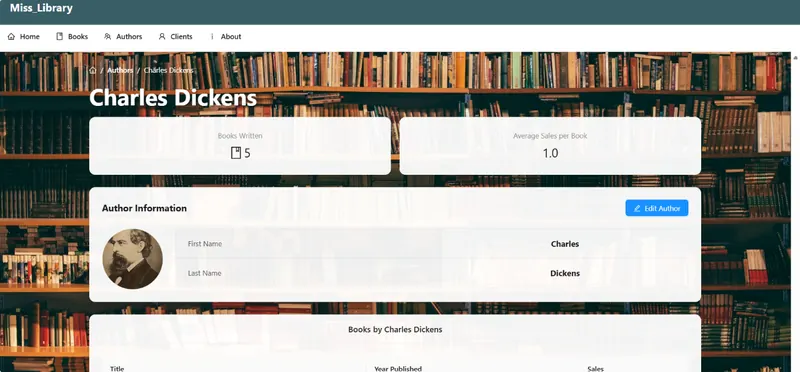 Miss_Library
Home Books Authors Clients About
/ Authors / Charles Dickens
Charles Dickens
Books Written
5
Average Sales per Book
1.0
Author Information
Edit Author
First Name Charles
Last Name Dickens
Books by Charles Dickens
Title Year Published Sales